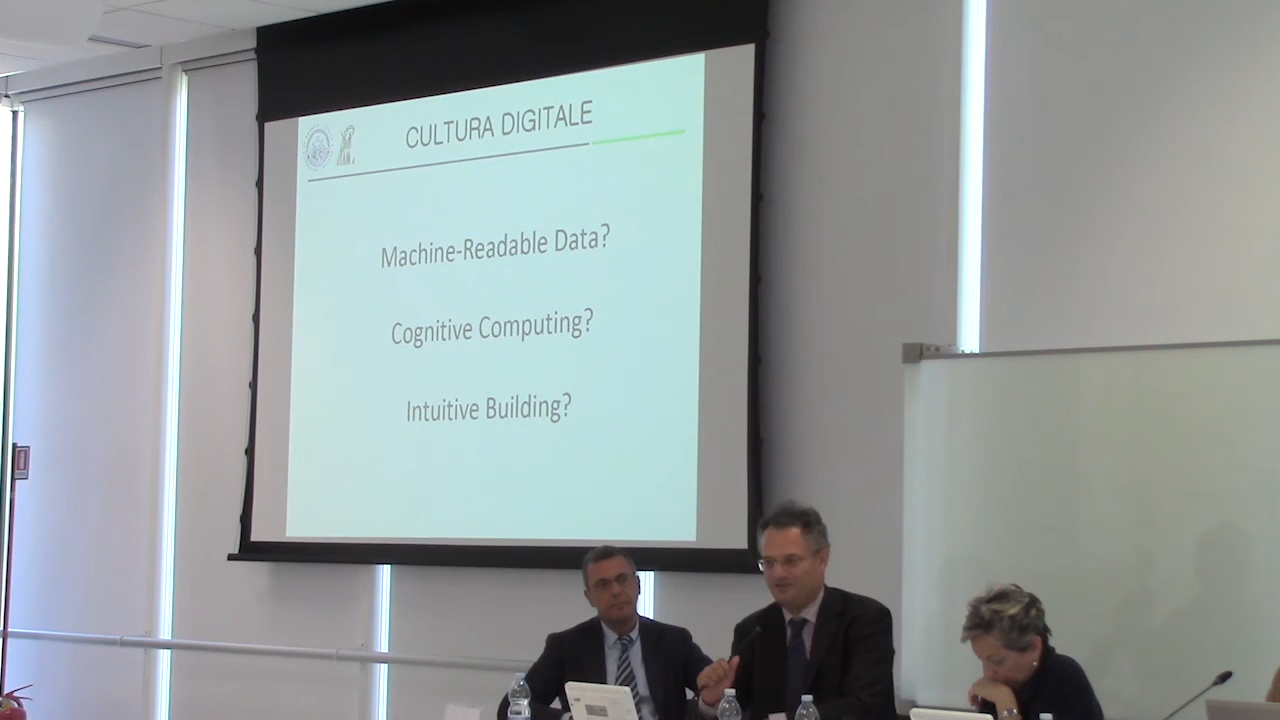 CULTURA DIGITALE
Machine-Readable Data?
Cognitive Computing?
Intuitive Building?